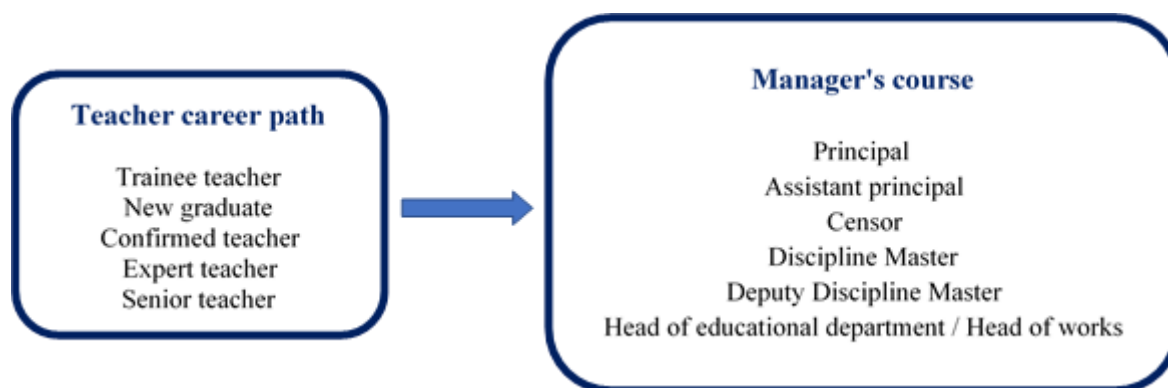 Teacher career path
Trainee teacher
New graduate
Confirmed teacher
Expert teacher
Senior teacher
Manager's course
Principal
Assistant principal
Censor
Discipline Master
Deputy Discipline Master
Head of educational department / Head of works